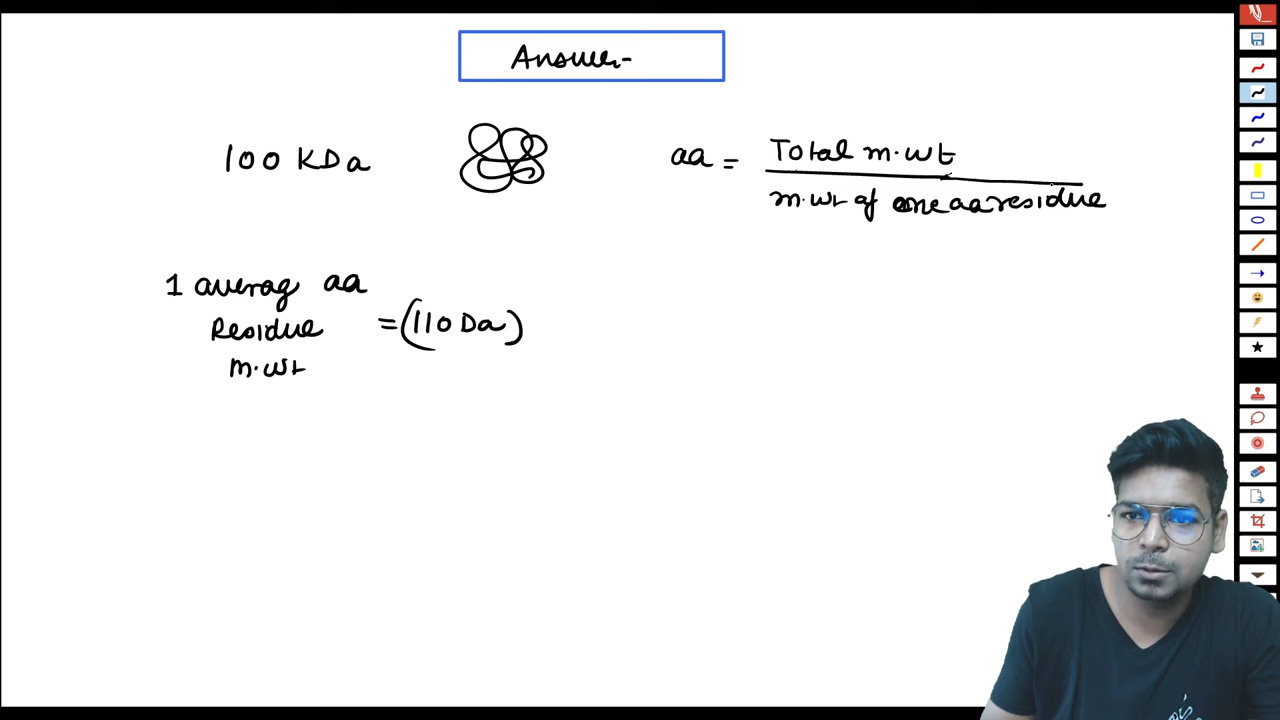 Answer-
100 KDa
aa = Total m.wt
m.wt of one aa residue
1 averag aa
Residue
m.wt
= (110 Da)